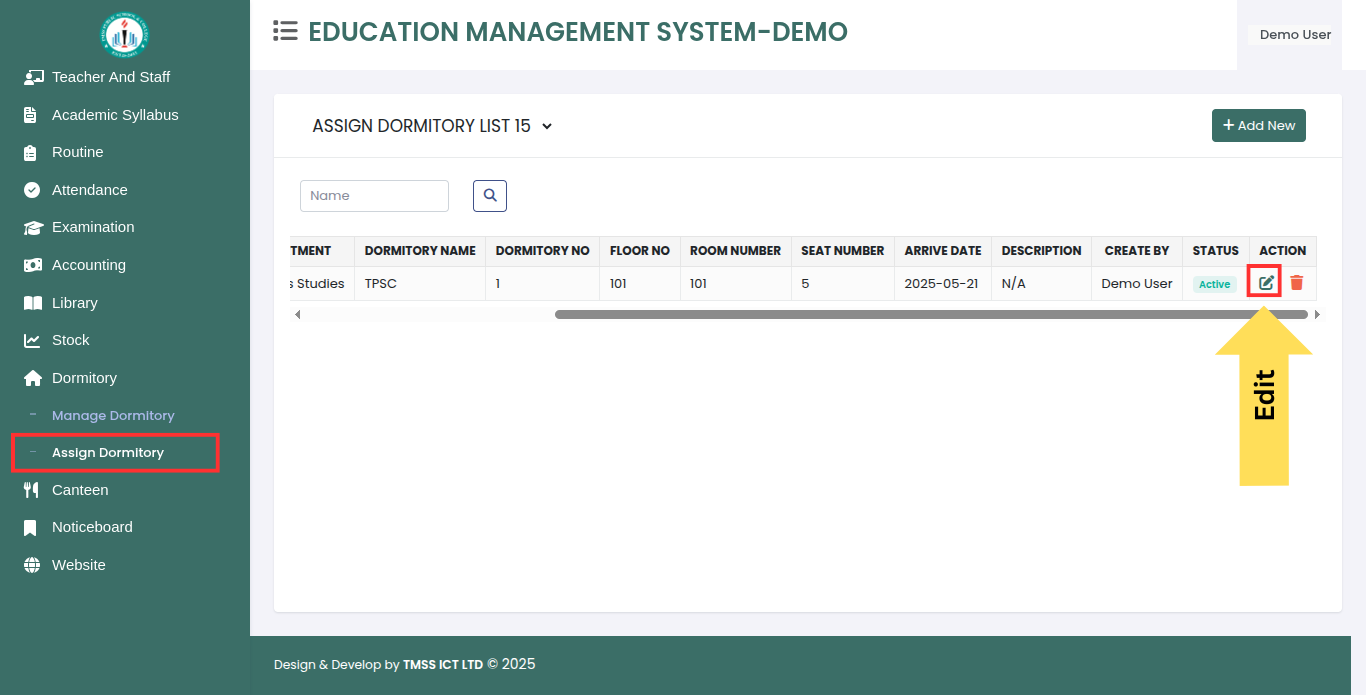 EDUCATION MANAGEMENT SYSTEM-DEMO
Demo User
Teacher And Staff
Academic Syllabus
Routine
Attendance
Examination
Accounting
Library
Stock
Dormitory
Manage Dormitory
Assign Dormitory
Canteen
Noticeboard
Website
ASSIGN DORMITORY LIST 15
Add New
Name
TMENT DORMITORY NAME DORMITORY NO FLOOR NO ROOM NUMBER SEAT NUMBER ARRIVE DATE DESCRIPTION CREATE BY STATUS ACTION
s Studies TPSC 1 101 101 5 2025-05-21 N/A Demo User Active
Edit
Design & Develop by TMSS ICT LTD © 2025